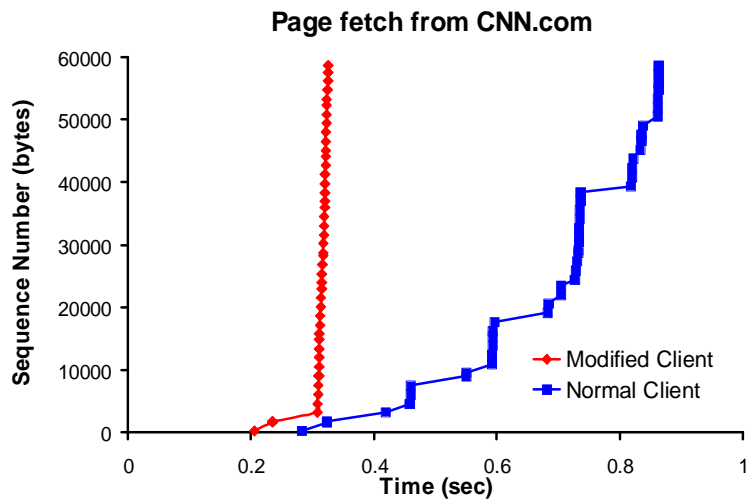 Page fetch from CNN.com
Sequence Number (bytes)
60000
50000
40000
30000
20000
10000
0
Modified Client
Normal Client
0 0.2 0.4 0.6 0.8 1
Time (sec)